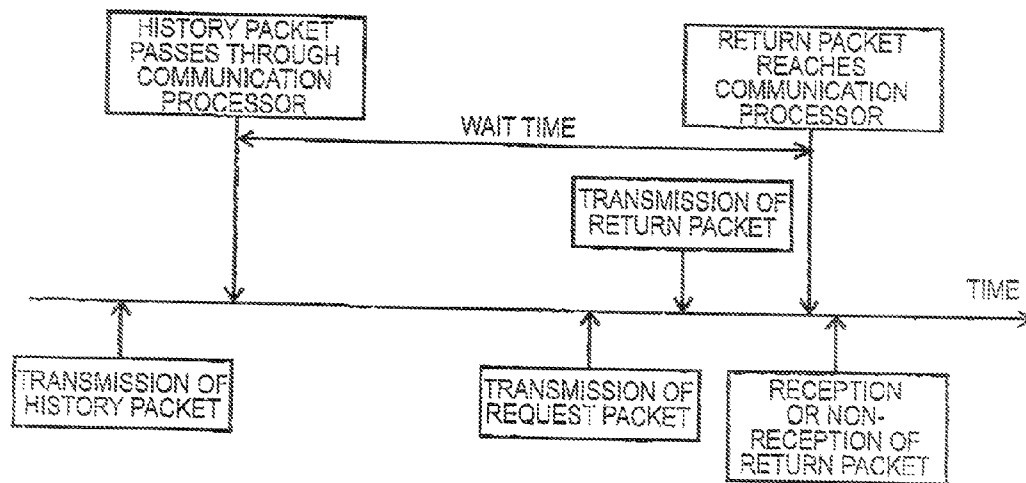 HISTORY PACKET
PASSES THROUGH
COMMUNICATION
PROCESSOR
RETURN PACKET
REACHES
COMMUNICATION
PROCESSOR
WAIT TIME
TRANSMISSION OF
RETURN PACKET
TIME
TRANSMISSION OF
HISTORY PACKET
TRANSMISSION OF
REQUEST PACKET
RECEPTION
OR NON-
RECEPTION OF
RETURN PACKET